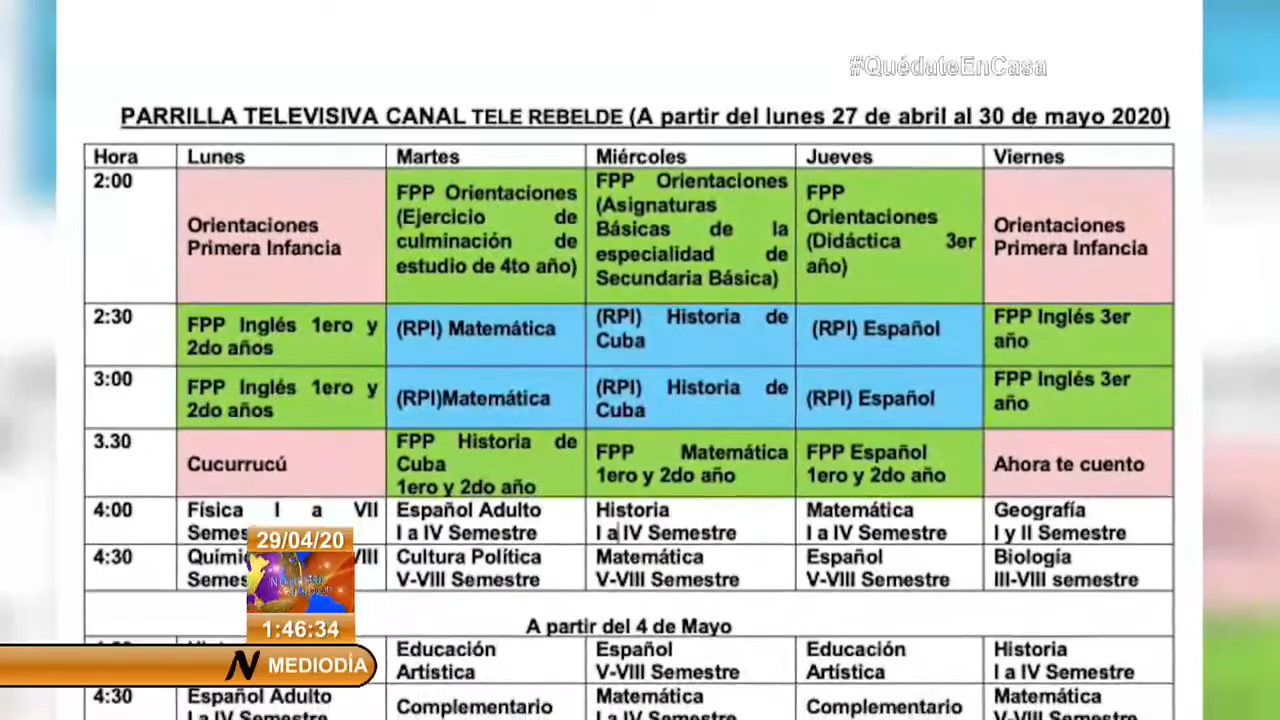 #QuédateEnCasa
PARRILLA TELEVISIVA CANAL TELE REBELDE (A partir del lunes 27 de abril al 30 de mayo 2020)
Hora Lunes Martes Miércoles Jueves Viernes
2:00
Orientaciones
Primera Infancia
FPP Orientaciones
(Ejercicio de
culminación de
estudio de 4to año)
FPP Orientaciones
(Asignaturas
Básicas de la
especialidad de
Secundaria Básica)
FPP
Orientaciones
(Didáctica 3er
año)
Orientaciones
Primera Infancia
2:30
FPP Inglés 1ero y
2do años
(RPI) Matemática
(RPI) Historia de
Cuba
(RPI) Español
FPP Inglés 3er
año
3:00
FPP Inglés 1ero y
2do años
(RPI)Matemática
(RPI) Historia de
Cuba
(RPI) Español
FPP Inglés 3er
año
3.30
Cucurrucú
FPP Historia de
Cuba
1ero y 2do año
FPP Matemática
1ero y 2do año
FPP Español
1ero y 2do año
Ahora te cuento
4:00
Física I a VII
Español Adulto
I a IV Semestre
Historia
I a IV Semestre
Matemática
I a IV Semestre
Geografía
I y II Semestre
4:30
VIII
Cultura Política
V-VIII Semestre
Matemática
V-VIII Semestre
Español
V-VIII Semestre
Biología
III-VIII semestre
A partir del 4 de Mayo
Educación
Artística
Español
V-VIII Semestre
Educación
Artística
Historia
I a IV Semestre
4:30
Español Adulto
I a IV Semestre
Complementario
Matemática
I a IV Semestre
Complementario
Matemática
V-VIII Semestre
29/04/20
1:46:34
N MEDIODÍA